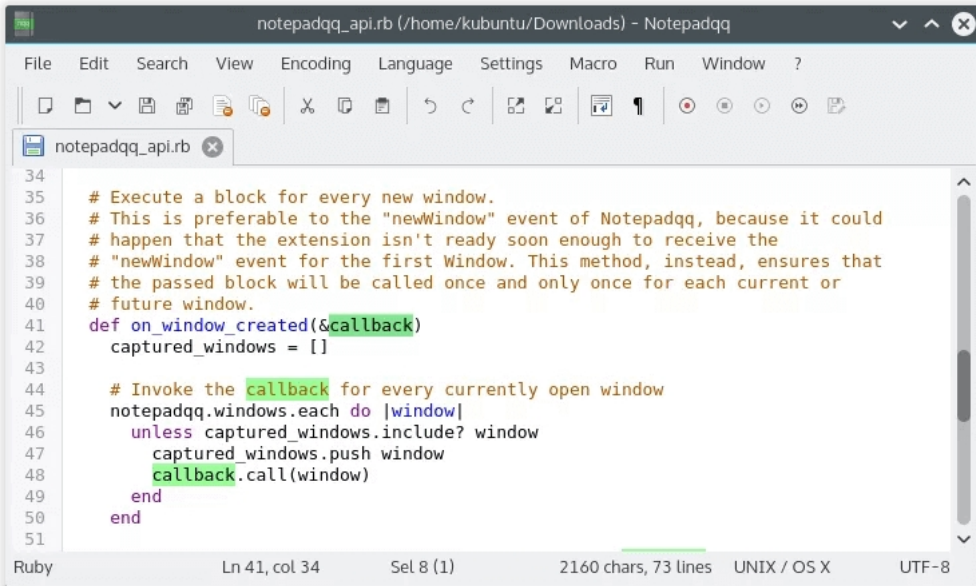 notepadqq_api.rb (/home/kubuntu/Downloads) - Notepadqq
File Edit Search View Encoding Language Settings Macro Run Window ?
notepadqq_api.rb
34
35 # Execute a block for every new window.
36 # This is preferable to the "newWindow" event of Notepadqq, because it could
37 # happen that the extension isn't ready soon enough to receive the
38 # "newWindow" event for the first Window. This method, instead, ensures that
39 # the passed block will be called once and only once for each current or
40 # future window.
41 def on_window_created(&callback)
42 captured_windows = []
43
44 # Invoke the callback for every currently open window
45 notepadqq.windows.each do |window|
46 unless captured_windows.include? window
47 captured_windows.push window
48 callback.call(window)
49 end
50 end
51
Ruby Ln 41, col 34 Sel 8 (1) 2160 chars, 73 lines UNIX / OS X UTF-8